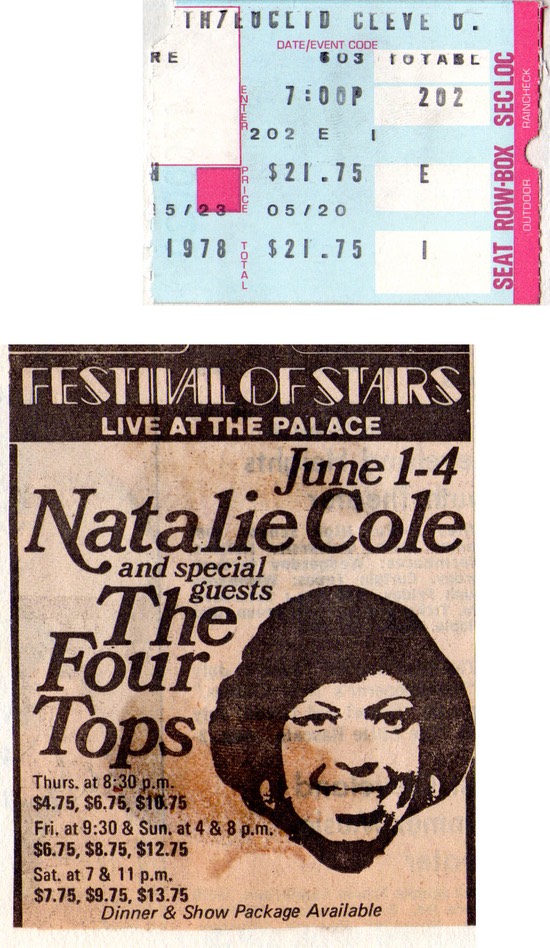 TH/EUCLID CLEVE O.
DATE/EVENT CODE
RE 603 TOTABL
ENTER 7:00P 202
202 E 1
PRICE $21.75 E
5/23 05/20
1978 TOTAL $21.75 1
SEAT ROW-BOX SEC LOC
OUTDOOR RAINCHECK
FESTIVAL OF STARS
LIVE AT THE PALACE
June 1-4
Natalie Cole
and special
guests
The
Four
Tops
Thurs. at 8:30 p.m.
$4.75, $6.75, $10.75
Fri. at 9:30 & Sun. at 4 & 8 p.m.
$6.75, $8.75, $12.75
Sat. at 7 & 11 p.m.
$7.75, $9.75, $13.75
Dinner & Show Package Available